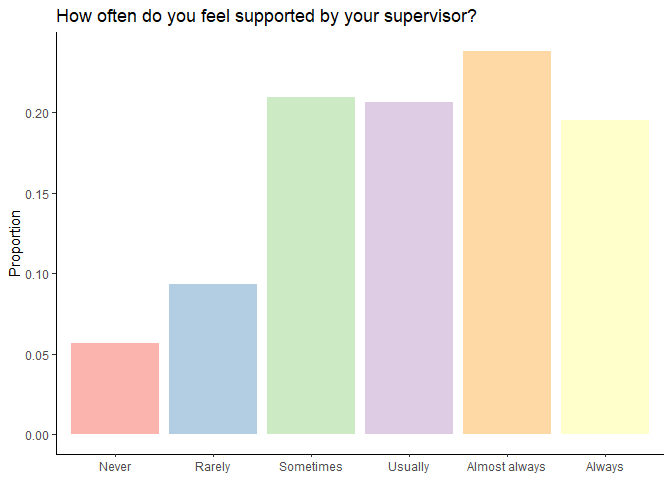 How often do you feel supported by your supervisor?
Proportion
0.20
0.15
0.10
0.05
0.00
Never Rarely Sometimes Usually Almost always Always